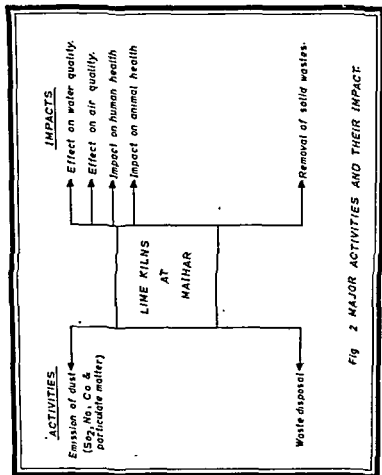 ACTIVITIES
Emission of dust
(So2, No, Co &
particulate matter)
Waste disposal
LIME KILNS
AT
MAIHAR
IMPACTS
Effect on water quality.
Effect on air quality.
Impact on human health
Impact on animal health
Removal of solid wastes.
Fig 2 MAJOR ACTIVITIES AND THEIR IMPACT.